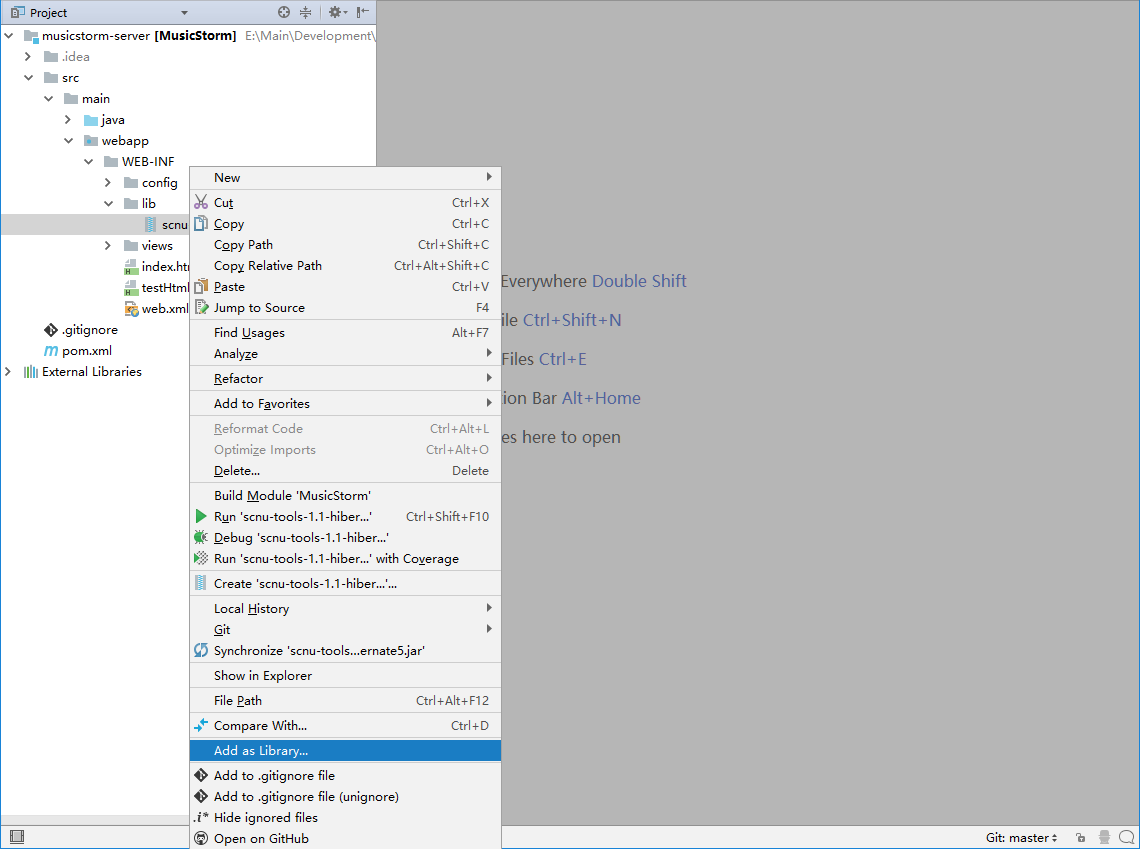 Project
musicstorm-server [MusicStorm] E:\Main\Development\
.idea
src
main
java
webapp
WEB-INF
config
lib
scnu
views
index.htm
testHtml
web.xml
.gitignore
pom.xml
External Libraries
New
Cut Ctrl+X
Copy Ctrl+C
Copy Path Ctrl+Shift+C
Copy Relative Path Ctrl+Alt+Shift+C
Paste Ctrl+V
Jump to Source F4
Find Usages Alt+F7
Analyze
Refactor
Add to Favorites
Reformat Code Ctrl+Alt+L
Optimize Imports Ctrl+Alt+O
Delete... Delete
Build Module 'MusicStorm'
Run 'scnu-tools-1.1-hiber...' Ctrl+Shift+F10
Debug 'scnu-tools-1.1-hiber...'
Run 'scnu-tools-1.1-hiber...' with Coverage
Create 'scnu-tools-1.1-hiber...'...
Local History
Git
Synchronize 'scnu-tools...ernate5.jar'
Show in Explorer
File Path Ctrl+Alt+F12
Compare With... Ctrl+D
Add as Library...
Add to .gitignore file
Add to .gitignore file (unignore)
Hide ignored files
Open on GitHub
Everywhere Double Shift
ile Ctrl+Shift+N
Files Ctrl+E
tion Bar Alt+Home
es here to open
Git: master